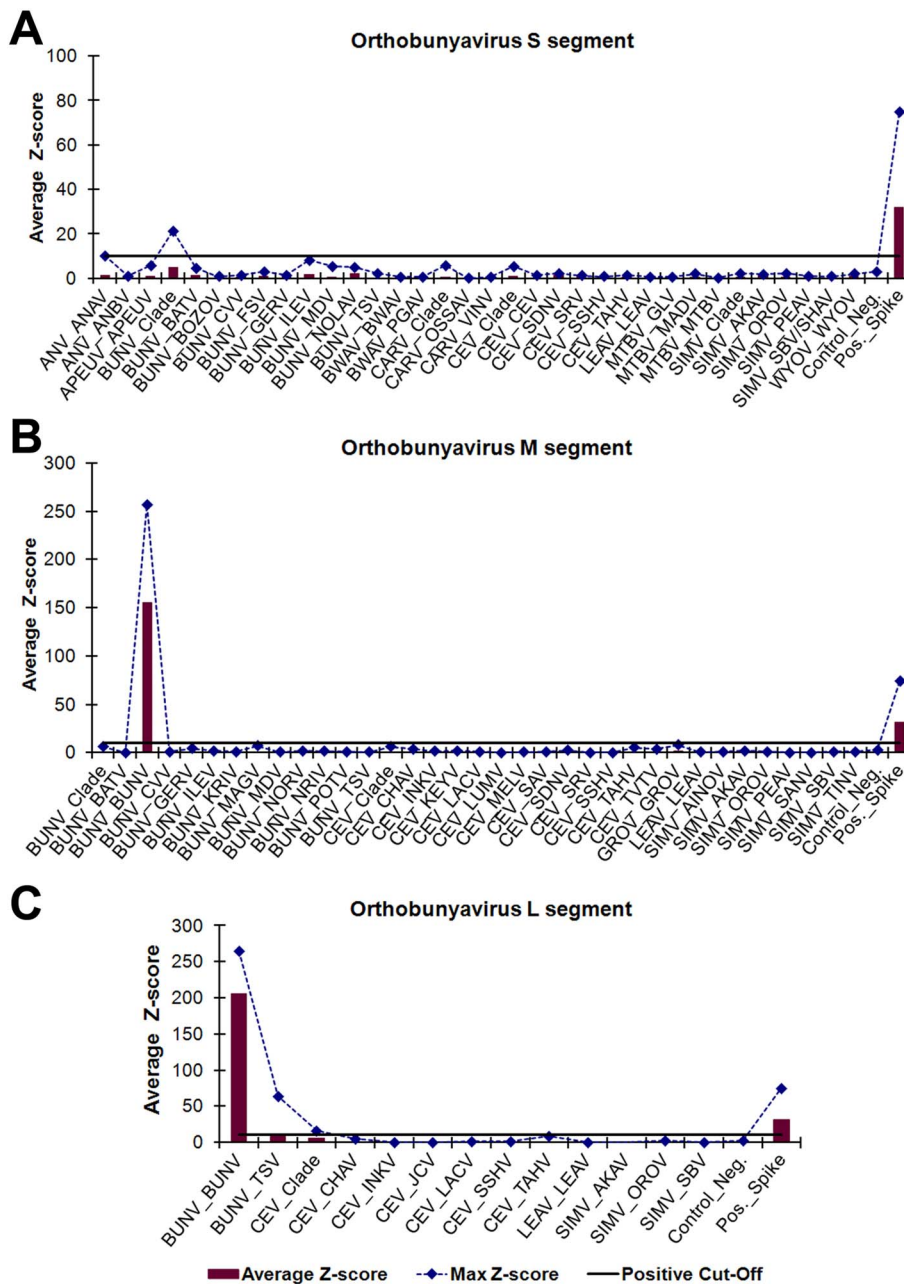 A
Orthobunyavirus S segment
Average Z-score
100
80
60
40
20
0
ANV_ANAV
ANV_ANBV
APEUV_APEUV
BUNV_Clade
BUNV_BATV
BUNV_BOZOV
BUNV_CVV
BUNV_FSV
BUNV_GERV
BUNV_ILEV
BUNV_MDV
BUNV_NOLAV
BUNV_TSV
BWAV_BWAV
BWAV_PGAV
CARV_Clade
CARV_OSSAV
CARV_VINV
CEV_Clade
CEV_CEV
CEV_SDNV
CEV_SRV
CEV_SSHV
CEV_TAHV
LEAV_LEAV
MTBV_GLV
MTBV_MADV
MTBV_MTBV
SIMV_Clade
SIMV_AKAV
SIMV_OROV
SIMV_PEAV
SIMV_SBV/SHAV
WYOV_WYOV
Control_Neg.
Pos._Spike
B
Orthobunyavirus M segment
Average Z-score
300
250
200
150
100
50
0
BUNV_Clade
BUNV_BATV
BUNV_BUNV
BUNV_CVV
BUNV_GERV
BUNV_ILEV
BUNV_KRIV
BUNV_MAGV
BUNV_MDV
BUNV_NORV
BUNV_NRIV
BUNV_POTV
BUNV_TSV
CEV_Clade
CEV_CHAV
CEV_INKV
CEV_KEYV
CEV_LACV
CEV_LUMV
CEV_MELV
CEV_SAV
CEV_SDNV
CEV_SRV
CEV_SSHV
CEV_TAHV
CEV_TVTV
GROV_GROV
LEAV_LEAV
SIMV_AINOV
SIMV_AKAV
SIMV_OROV
SIMV_PEAV
SIMV_SANV
SIMV_SBV
SIMV_TINV
Control_Neg.
Pos._Spike
C
Orthobunyavirus L segment
Average Z-score
300
250
200
150
100
50
0
BUNV_BUNV
BUNV_TSV
CEV_Clade
CEV_CHAV
CEV_INKV
CEV_JCV
CEV_LACV
CEV_SSHV
CEV_TAHV
LEAV_LEAV
SIMV_AKAV
SIMV_OROV
SIMV_SBV
Control_Neg.
Pos._Spike
Average Z-score
Max Z-score
Positive Cut-Off